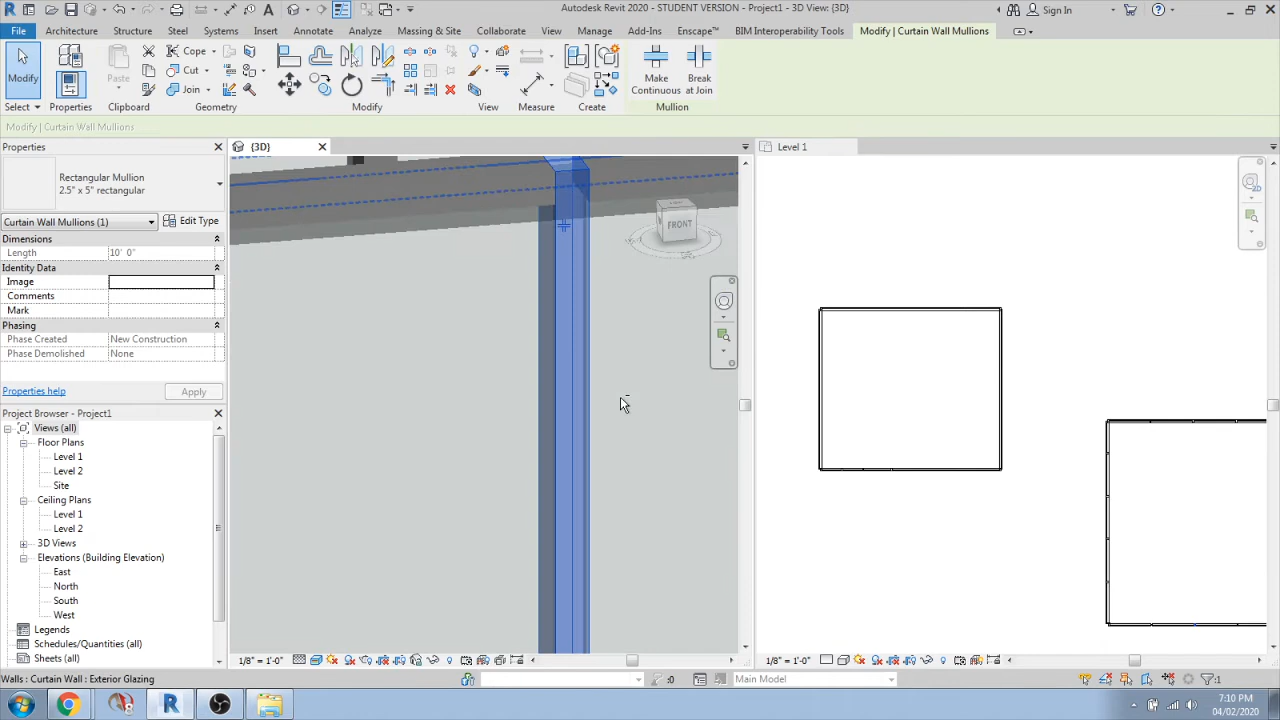 Autodesk Revit 2020 - STUDENT VERSION - Project1 - 3D View: {3D}
Sign In
File
Architecture
Structure
Steel
Systems
Insert
Annotate
Analyze
Massing & Site
Collaborate
View
Manage
Add-Ins
Enscape™
BIM Interoperability Tools
Modify | Curtain Wall Mullions
Modify
Paste
Cope
Cut
Join
Make
Continuous
Break
at Join
Select
Properties
Clipboard
Geometry
Modify
View
Measure
Create
Mullion
Modify | Curtain Wall Mullions
Properties
{3D}
Level 1
Rectangular Mullion
2.5" x 5" rectangular
Curtain Wall Mullions (1)
Edit Type
Dimensions
Length
10' 0"
Identity Data
Image
Comments
Mark
Phasing
Phase Created
New Construction
Phase Demolished
None
Properties help
Apply
FRONT
2D
Project Browser - Project1
Views (all)
Floor Plans
Level 1
Level 2
Site
Ceiling Plans
Level 1
Level 2
3D Views
Elevations (Building Elevation)
East
North
South
West
Legends
Schedules/Quantities (all)
Sheets (all)
1/8" = 1'-0"
1/8" = 1'-0"
Walls : Curtain Wall : Exterior Glazing
:0
Main Model
:1
7:10 PM
04/02/2020